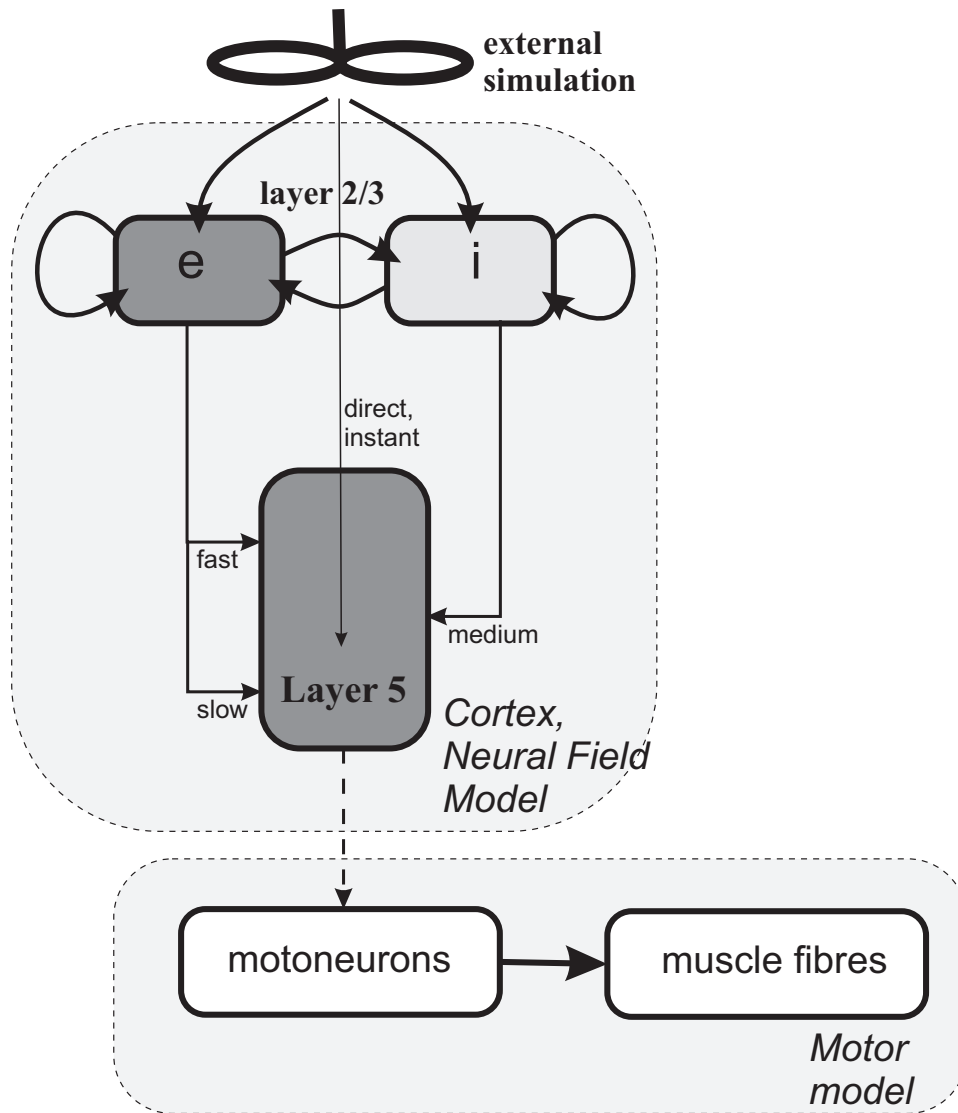 external
simulation
layer 2/3
e
i
direct,
instant
fast
medium
slow
Layer 5
Cortex,
Neural Field
Model
motoneurons
muscle fibres
Motor
model